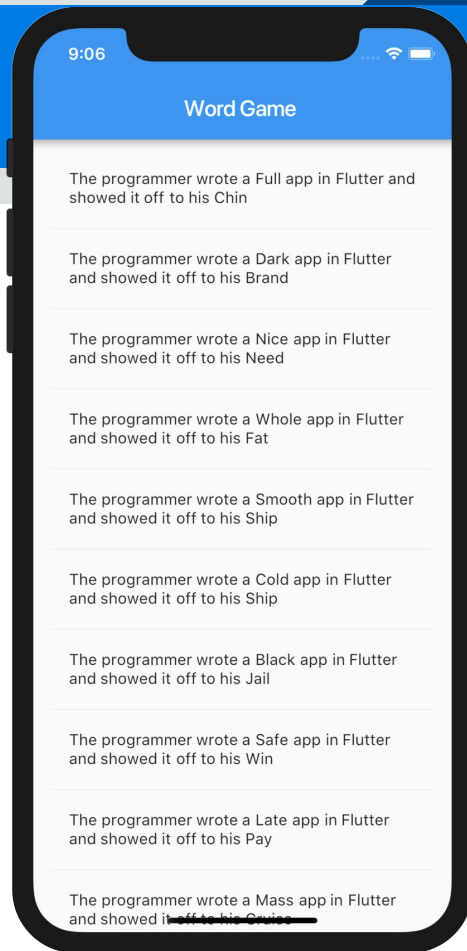 9:06
Word Game
The programmer wrote a Full app in Flutter and
showed it off to his Chin
The programmer wrote a Dark app in Flutter
and showed it off to his Brand
The programmer wrote a Nice app in Flutter
and showed it off to his Need
The programmer wrote a Whole app in Flutter
and showed it off to his Fat
The programmer wrote a Smooth app in Flutter
and showed it off to his Ship
The programmer wrote a Cold app in Flutter
and showed it off to his Ship
The programmer wrote a Black app in Flutter
and showed it off to his Jail
The programmer wrote a Safe app in Flutter
and showed it off to his Win
The programmer wrote a Late app in Flutter
and showed it off to his Pay
The programmer wrote a Mass app in Flutter
and showed it off to his Cruise